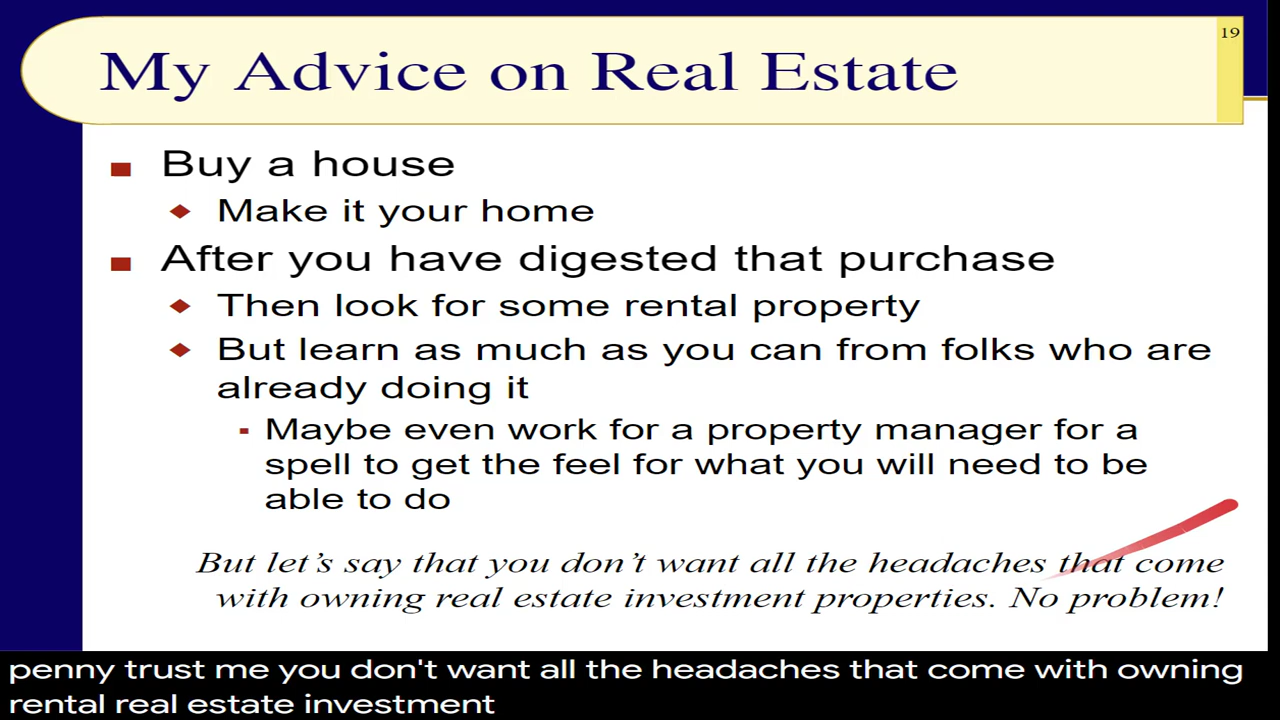 19
My Advice on Real Estate
Buy a house
Make it your home
After you have digested that purchase
Then look for some rental property
But learn as much as you can from folks who are
already doing it
Maybe even work for a property manager for a
spell to get the feel for what you will need to be
able to do
But let’s say that you don’t want all the headaches that come
with owning real estate investment properties. No problem!
penny trust me you don't want all the headaches that come with owning
rental real estate investment